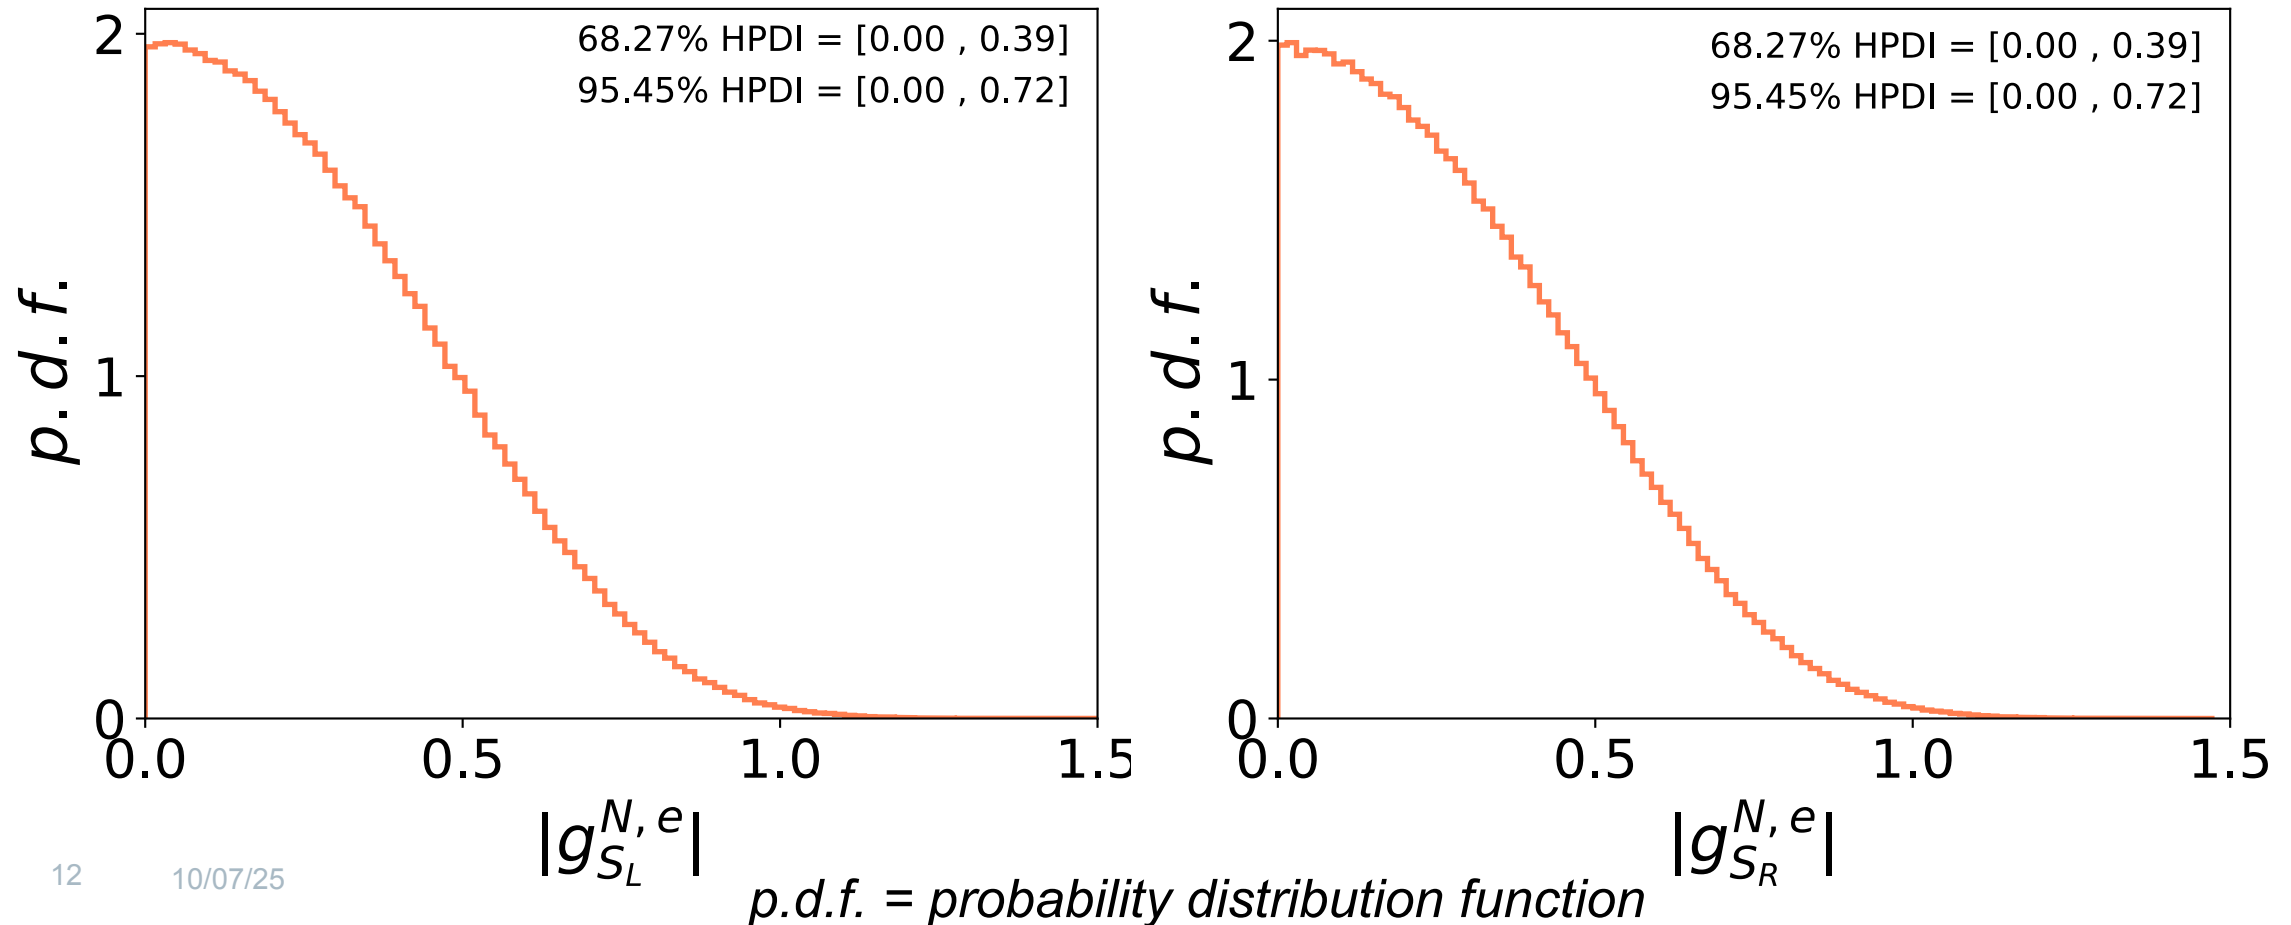 2
68.27% HPDI = [0.00 , 0.39]
95.45% HPDI = [0.00 , 0.72]
1
p.d.f.
0
0.0 0.5 1.0 1.5
|g_{S_L}^{N, e}|
2
68.27% HPDI = [0.00 , 0.39]
95.45% HPDI = [0.00 , 0.72]
1
p.d.f.
0
0.0 0.5 1.0 1.5
|g_{S_R}^{N, e}|
12 10/07/25
p.d.f. = probability distribution function